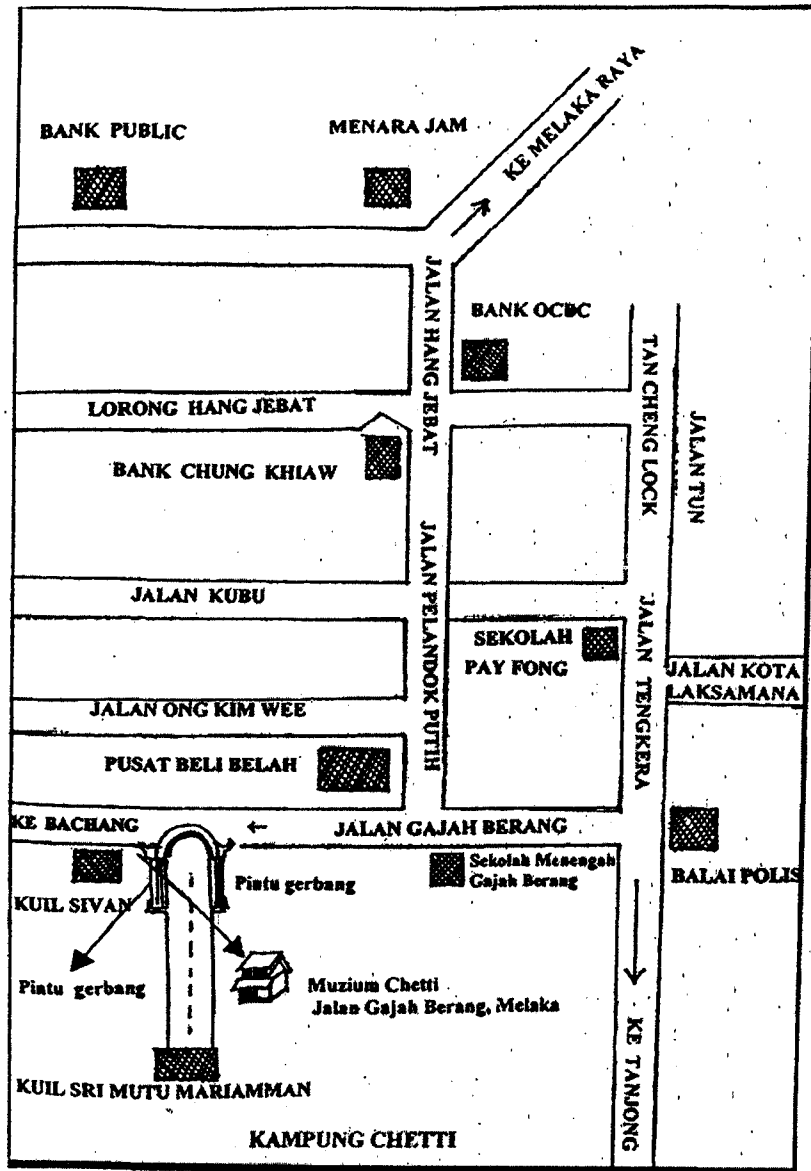 KE MELAKA RAYA
BANK PUBLIC
MENARA JAM
JALAN HANG JEBAT
BANK OCBC
TAN CHENG LOCK
JALAN TUN
LORONG HANG JEBAT
BANK CHUNG KHIAW
JALAN PELANDOK PUTIH
JALAN KUBU
JALAN TENGKERA
SEKOLAH
PAY FONG
JALAN KOTA
LAKSAMANA
JALAN ONG KIM WEE
PUSAT BELI BELAH
KE BACHANG
←
JALAN GAJAH BERANG
Sekolah Menengah
Gajah Berang
BALAI POLIS
Pintu gerbang
KUIL SIVAN
Pintu gerbang
Muzium Chetti
Jalan Gajah Berang, Melaka
KE TANJONG
KUIL SRI MUTU MARIAMMAN
KAMPUNG CHETTI